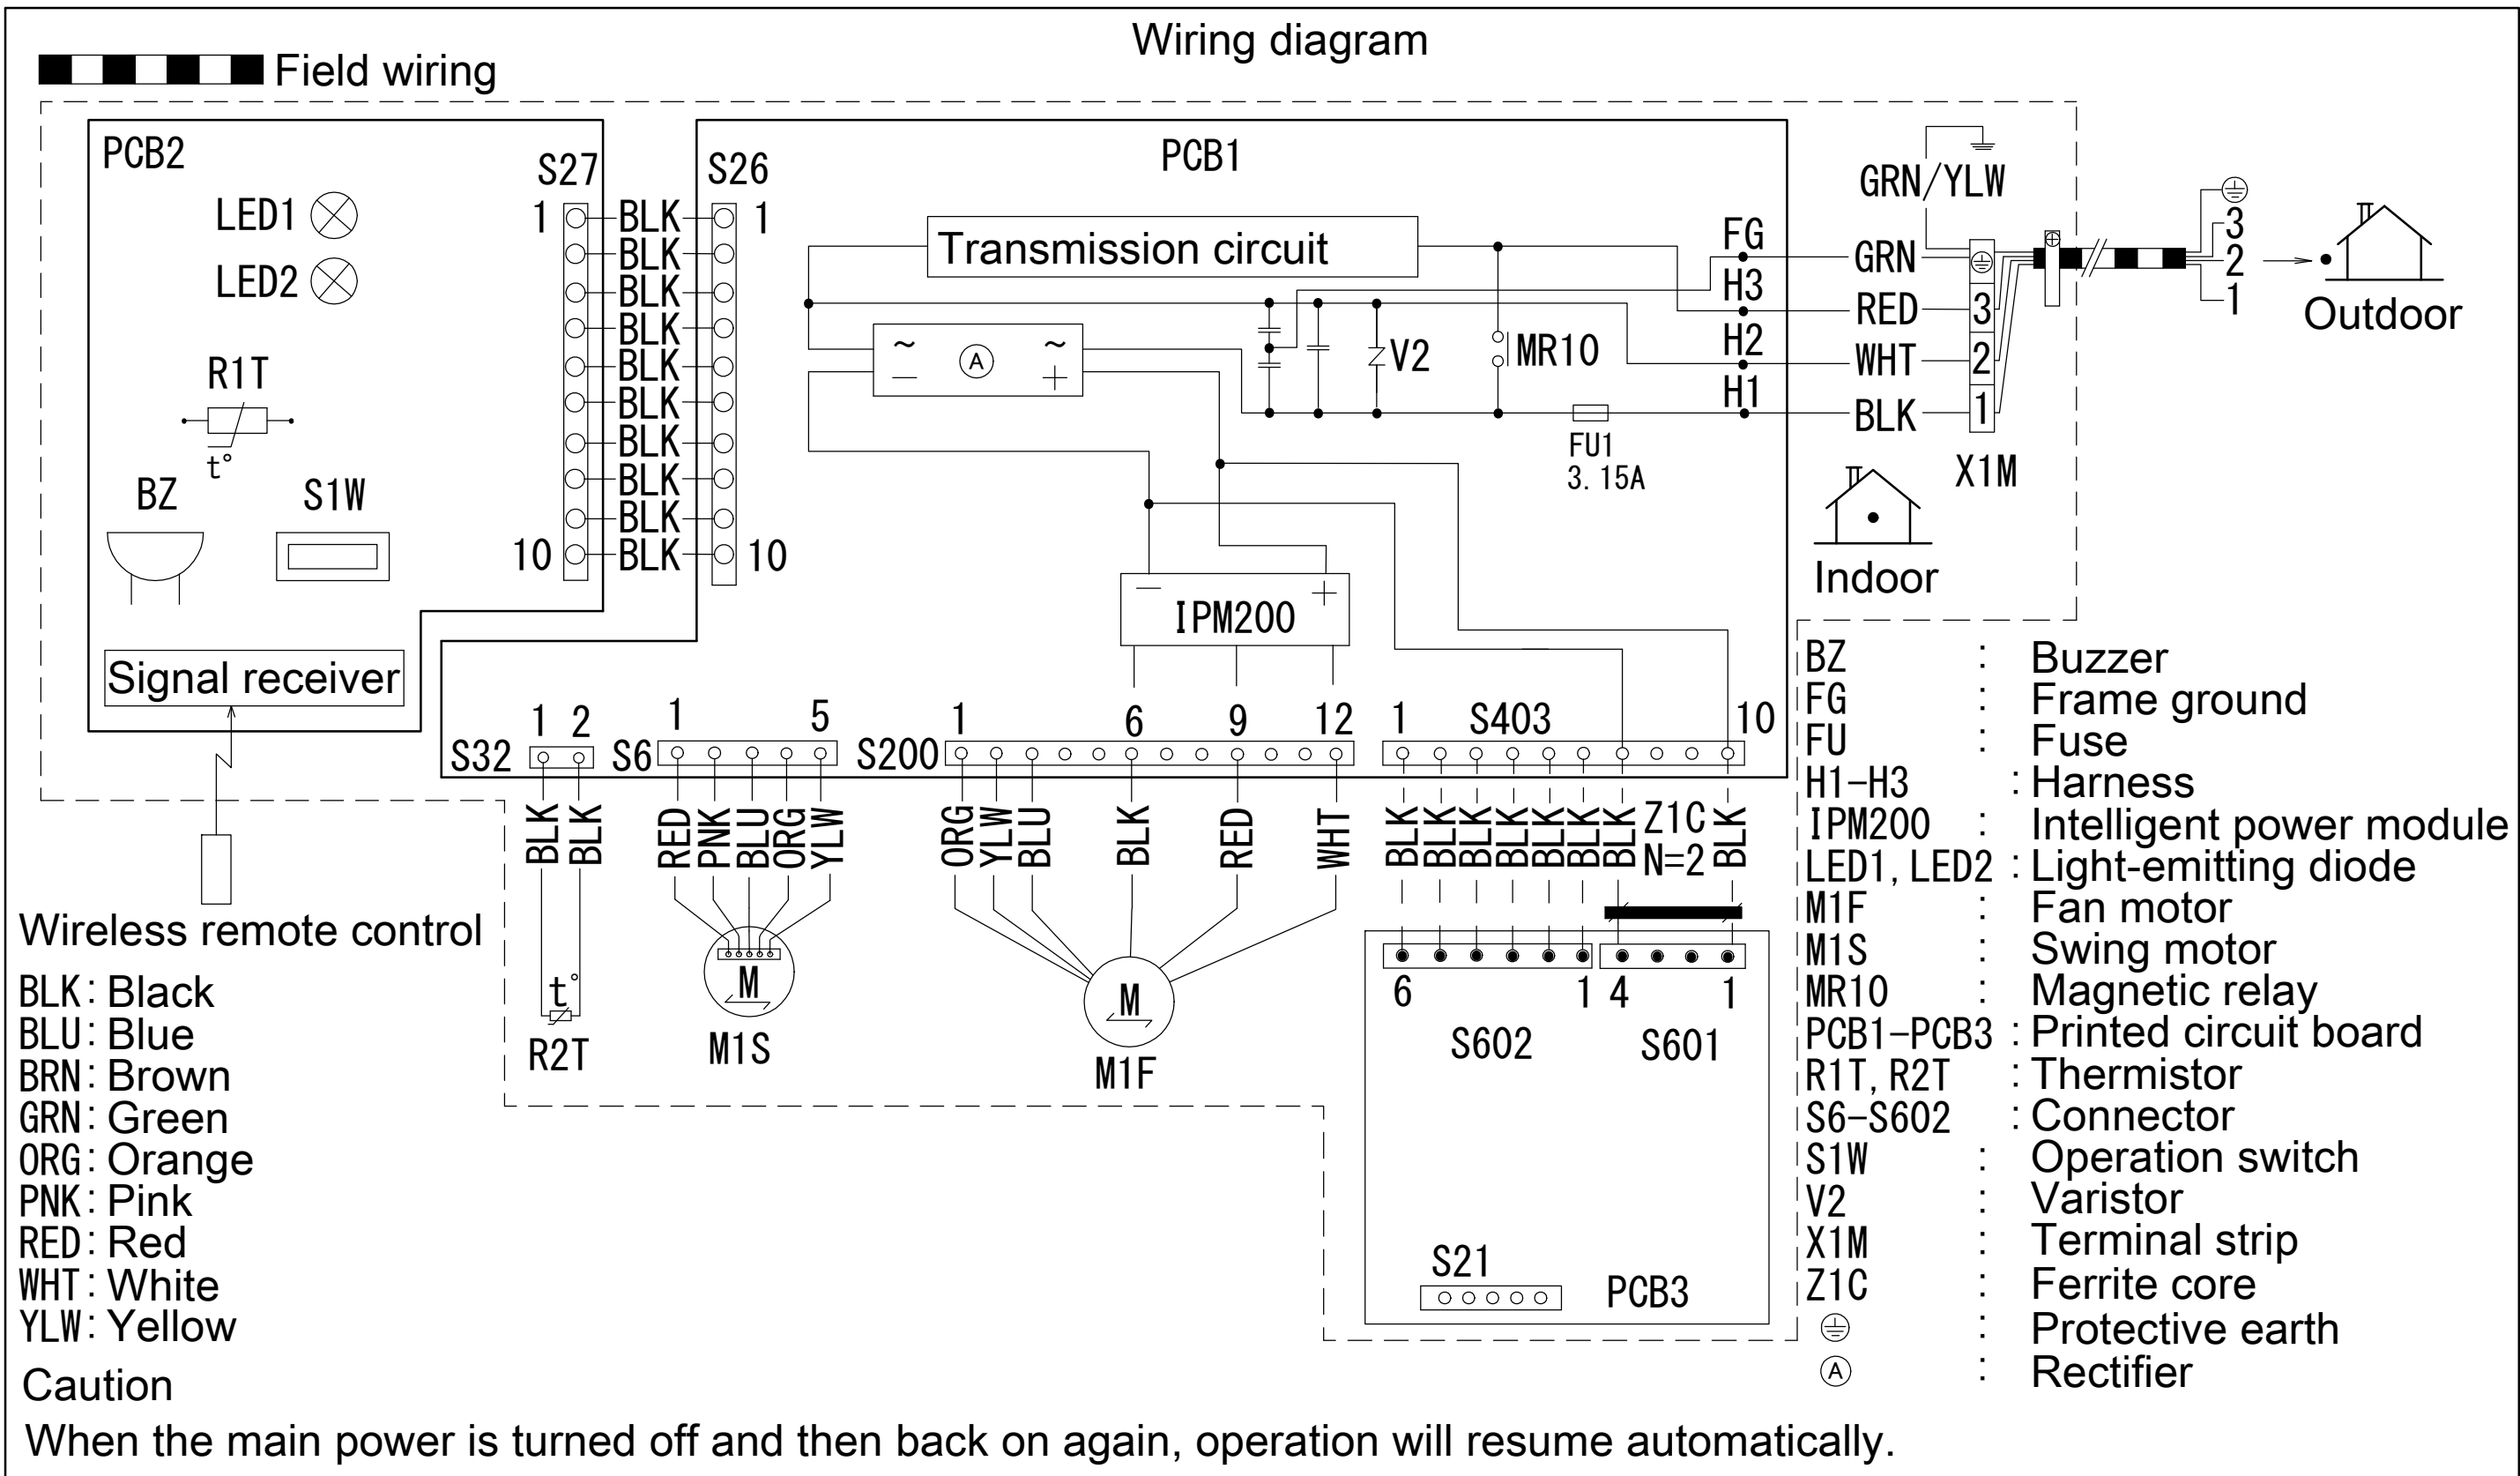 Wiring diagram
Field wiring
PCB2
S27
S26
PCB1
LED1
LED2
R1T
t°
BZ
S1W
1
10
BLK
BLK
BLK
BLK
BLK
BLK
BLK
BLK
BLK
BLK
1
10
Signal receiver
Transmission circuit
~ A ~
- +
V2
MR10
FU1
3.15A
FG
H3
H2
H1
GRN/YLW
GRN
RED
WHT
BLK
3
2
1
X1M
3
2
1
Outdoor
Indoor
- +
IPM200
S32
1 2
S6
1 5
S200
1 6 9 12
1 S403 10
BLK
BLK
RED
PNK
BLU
ORG
YLW
ORG
YLW
BLU
BLK
RED
WHT
BLK
BLK
BLK
BLK
BLK
BLK
BLK
Z1C
N=2
BLK
t°
R2T
M
M1S
M
M1F
6 1 4 1
S602
S601
S21
PCB3
Wireless remote control
BLK: Black
BLU: Blue
BRN: Brown
GRN: Green
ORG: Orange
PNK: Pink
RED: Red
WHT: White
YLW: Yellow
BZ : Buzzer
FG : Frame ground
FU : Fuse
H1-H3 : Harness
IPM200 : Intelligent power module
LED1, LED2 : Light-emitting diode
M1F : Fan motor
M1S : Swing motor
MR10 : Magnetic relay
PCB1-PCB3 : Printed circuit board
R1T, R2T : Thermistor
S6-S602 : Connector
S1W : Operation switch
V2 : Varistor
X1M : Terminal strip
Z1C : Ferrite core
: Protective earth
A : Rectifier
Caution
When the main power is turned off and then back on again, operation will resume automatically.